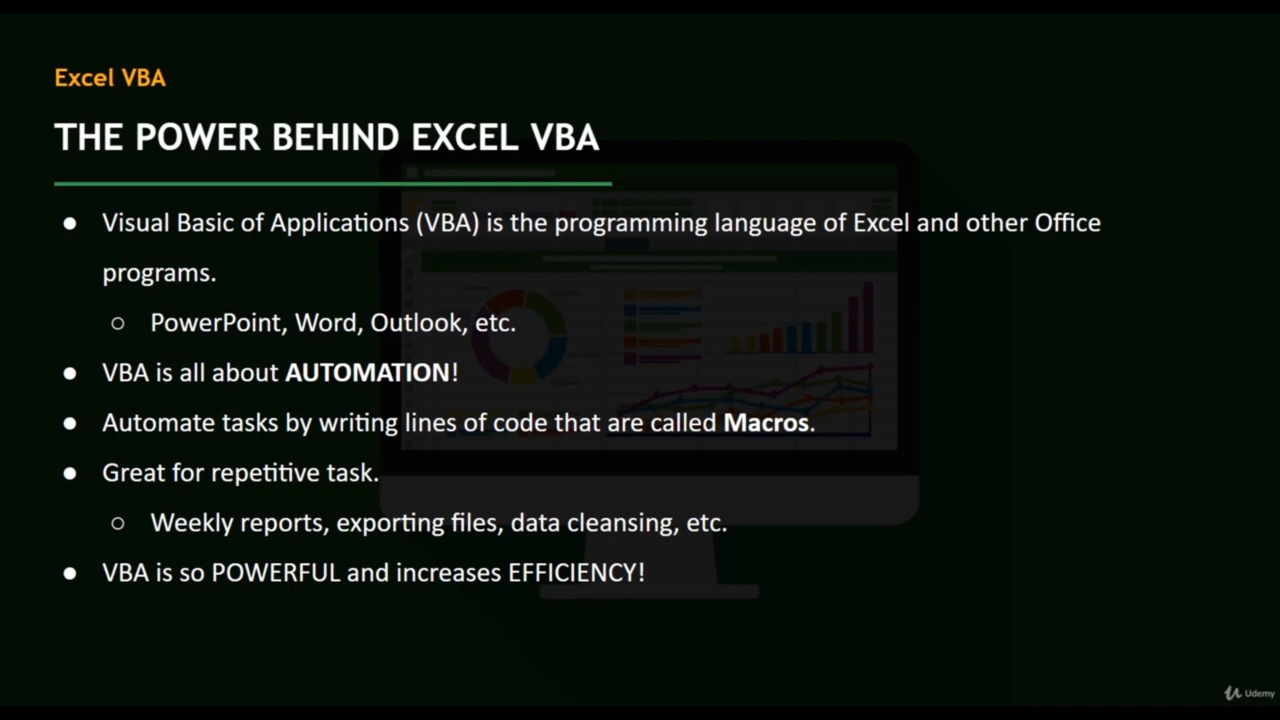 Excel VBA
THE POWER BEHIND EXCEL VBA
● Visual Basic of Applications (VBA) is the programming language of Excel and other Office
programs.
○ PowerPoint, Word, Outlook, etc.
● VBA is all about AUTOMATION!
● Automate tasks by writing lines of code that are called Macros.
● Great for repetitive task.
○ Weekly reports, exporting files, data cleansing, etc.
● VBA is so POWERFUL and increases EFFICIENCY!
Udemy